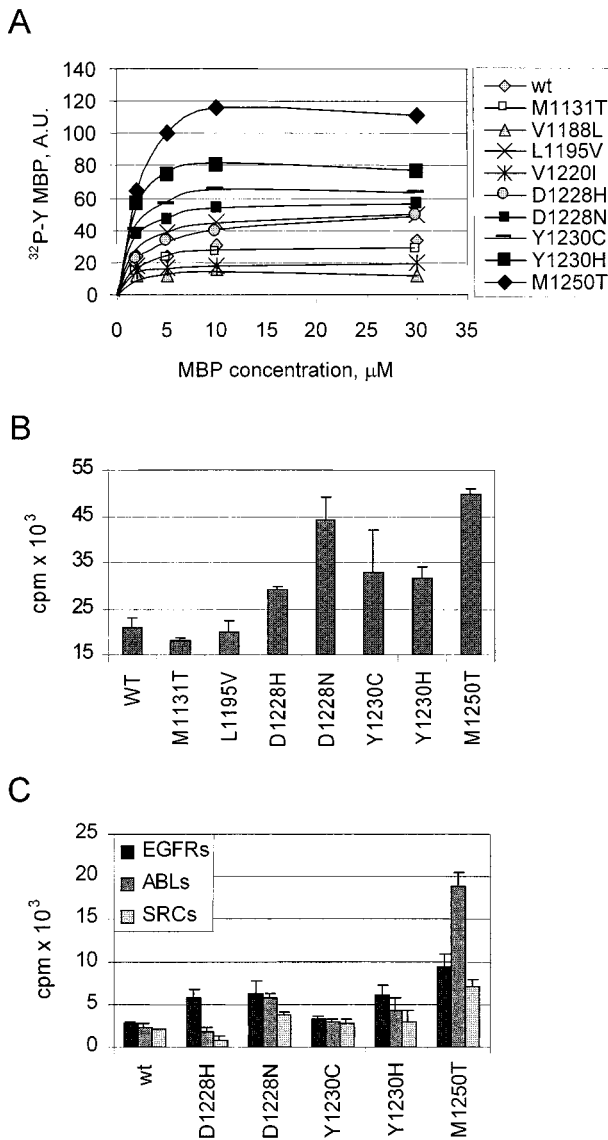 A
³²P-Y MBP, A.U.
140
120
100
80
60
40
20
0
0 5 10 15 20 25 30 35
MBP concentration, µM
wt
M1131T
V1188L
L1195V
V1220I
D1228H
D1228N
Y1230C
Y1230H
M1250T
B
cpm x 10³
55
45
35
25
15
WT
M1131T
L1195V
D1228H
D1228N
Y1230C
Y1230H
M1250T
C
cpm x 10³
25
20
15
10
5
0
EGFRs
ABLs
SRCs
wt
D1228H
D1228N
Y1230C
Y1230H
M1250T